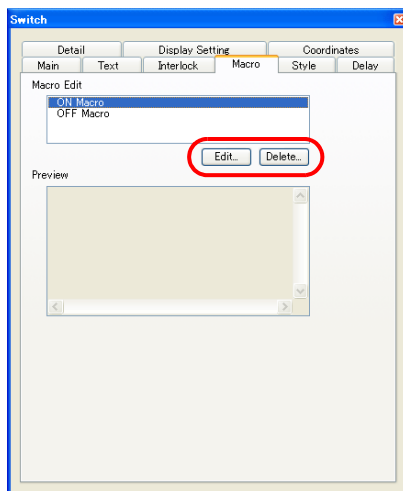 Switch
Detail Display Setting Coordinates
Main Text Interlock Macro Style Delay
Macro Edit
ON Macro
OFF Macro
Edit... Delete...
Preview